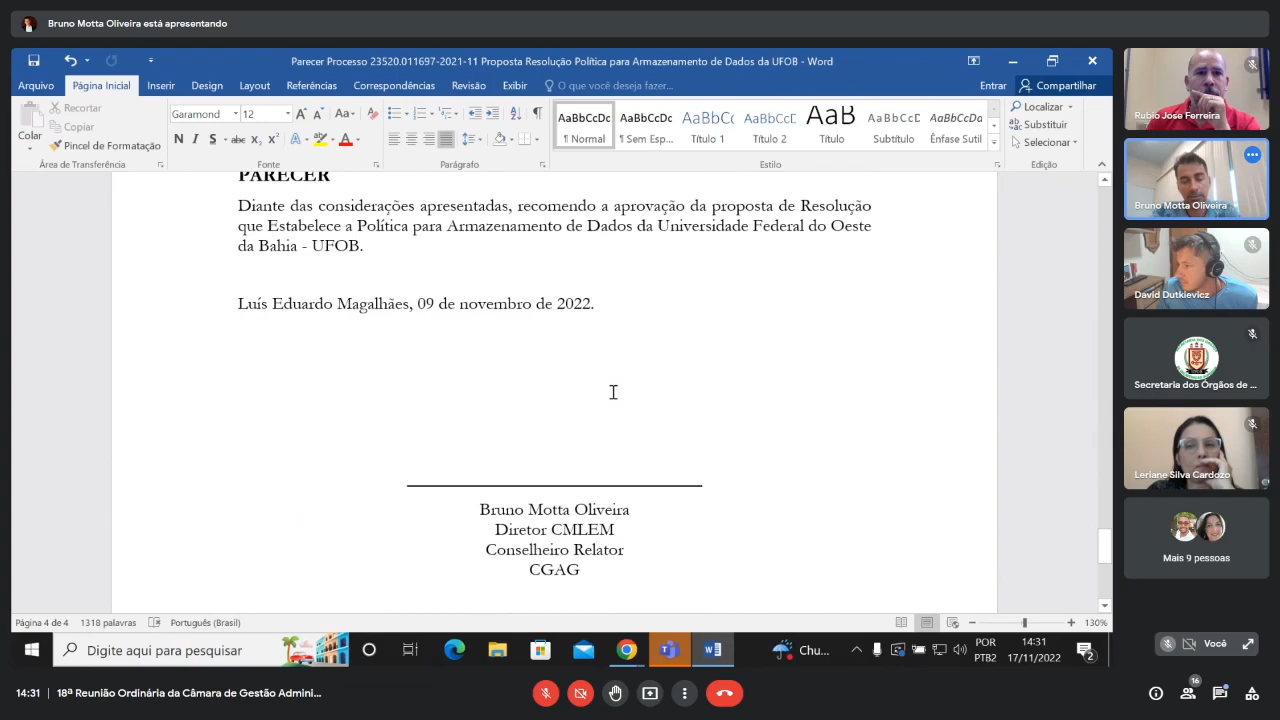 Bruno Motta Oliveira está apresentando
Parecer Processo 23520.011697-2021-11 Proposta Resolução Política para Armazenamento de Dados da UFOB - Word
Arquivo Página Inicial Inserir Design Layout Referências Correspondências Revisão Exibir O que você deseja fazer... Entrar Compartilhar
Colar
Recortar
Copiar
Pincel de Formatação
Área de Transferência
Garamond 12
N I S abc X₂ X²
Fonte
Parágrafo
AaBbCcDc AaBbCcDc AaBbC AaBbCcD AaB AaBbCcD AaBbCcDc
¶ Normal ¶ Sem Esp... Título 1 Título 2 Título Subtítulo Ênfase Sutil
Estilo
Localizar
Substituir
Selecionar
Edição
PARECER
Diante das considerações apresentadas, recomendo a aprovação da proposta de Resolução
que Estabelece a Política para Armazenamento de Dados da Universidade Federal do Oeste
da Bahia - UFOB.
Luís Eduardo Magalhães, 09 de novembro de 2022.
Bruno Motta Oliveira
Diretor CMLEM
Conselheiro Relator
CGAG
Página 4 de 4 1318 palavras Português (Brasil) 130%
Digite aqui para pesquisar
Chu...
POR
PTB2
14:31
17/11/2022
2
Rubio Jose Ferreira
Bruno Motta Oliveira
David Dutkievicz
Secretaria dos Órgãos de ...
Leriane Silva Cardozo
Mais 9 pessoas
Você
14:31 18ª Reunião Ordinária da Câmara de Gestão Admini...
16